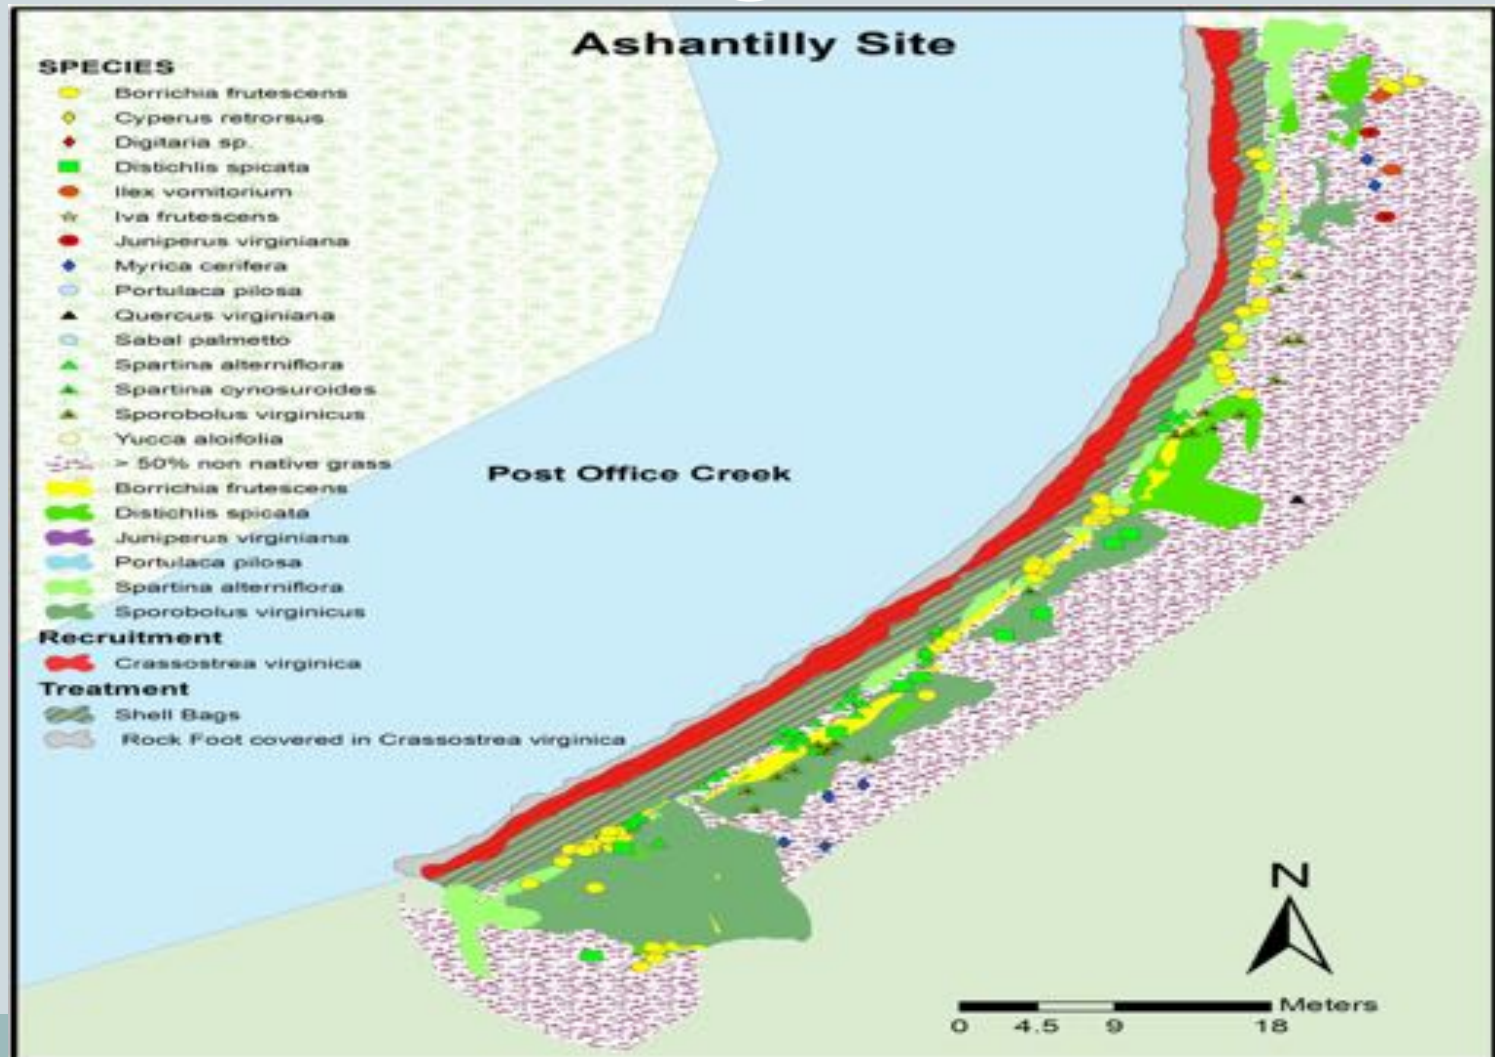 Ashantilly Site
SPECIES
Borrichia frutescens
Cyperus retrorsus
Digitaria sp.
Distichlis spicata
Ilex vomitorium
Iva frutescens
Juniperus virginiana
Myrica cerifera
Portulaca pilosa
Quercus virginiana
Sabal palmetto
Spartina alterniflora
Spartina cynosuroides
Sporobolus virginicus
Yucca aloifolia
> 50% non native grass
Borrichia frutescens
Distichlis spicata
Juniperus virginiana
Portulaca pilosa
Spartina alterniflora
Sporobolus virginicus
Recruitment
Crassostrea virginica
Treatment
Shell Bags
Rock Foot covered in Crassostrea virginica
Post Office Creek
N
Meters
0 4.5 9 18